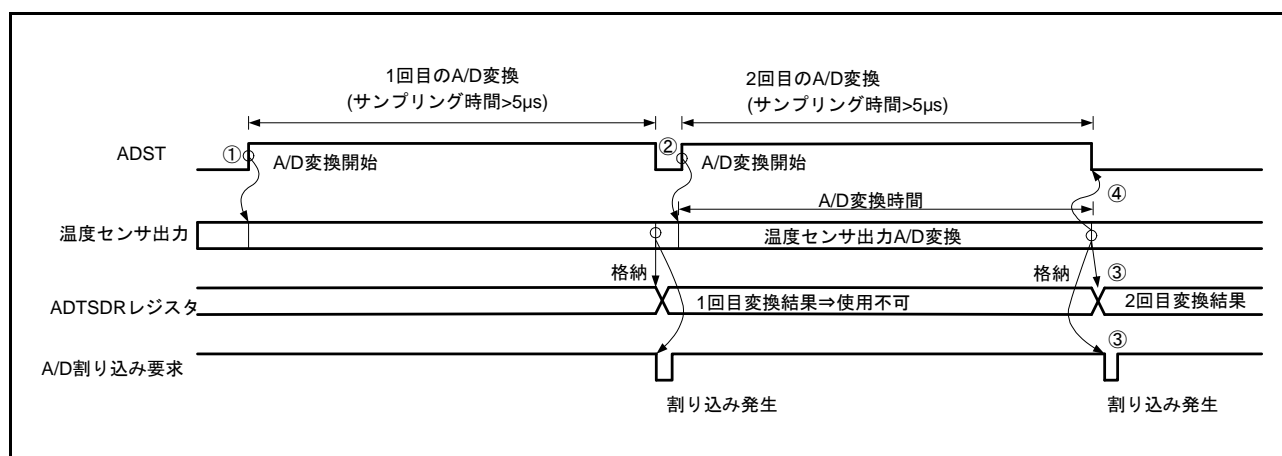 1回目のA/D変換
(サンプリング時間>5µs)
2回目のA/D変換
(サンプリング時間>5µs)
ADST
①
A/D変換開始
②
A/D変換開始
④
A/D変換時間
温度センサ出力
温度センサ出力A/D変換
格納
格納
③
ADTSDRレジスタ
1回目変換結果⇒使用不可
2回目変換結果
A/D割り込み要求
③
割り込み発生
割り込み発生